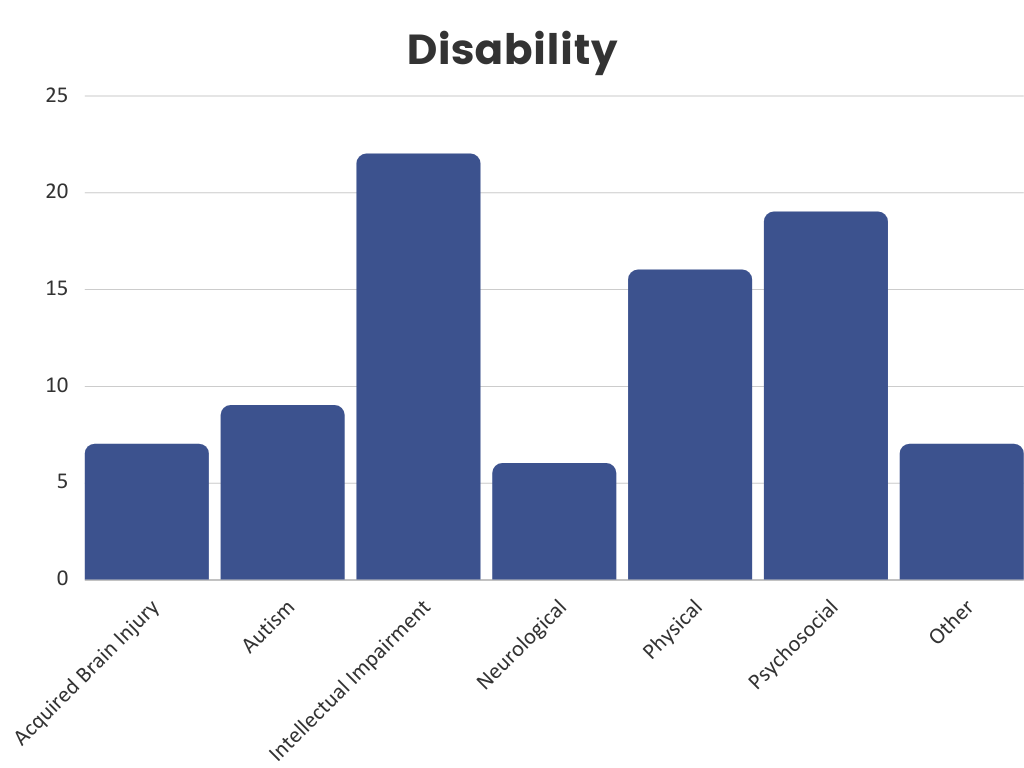 Disability
25
20
15
10
5
0
Acquired Brain Injury
Autism
Intellectual Impairment
Neurological
Physical
Psychosocial
Other